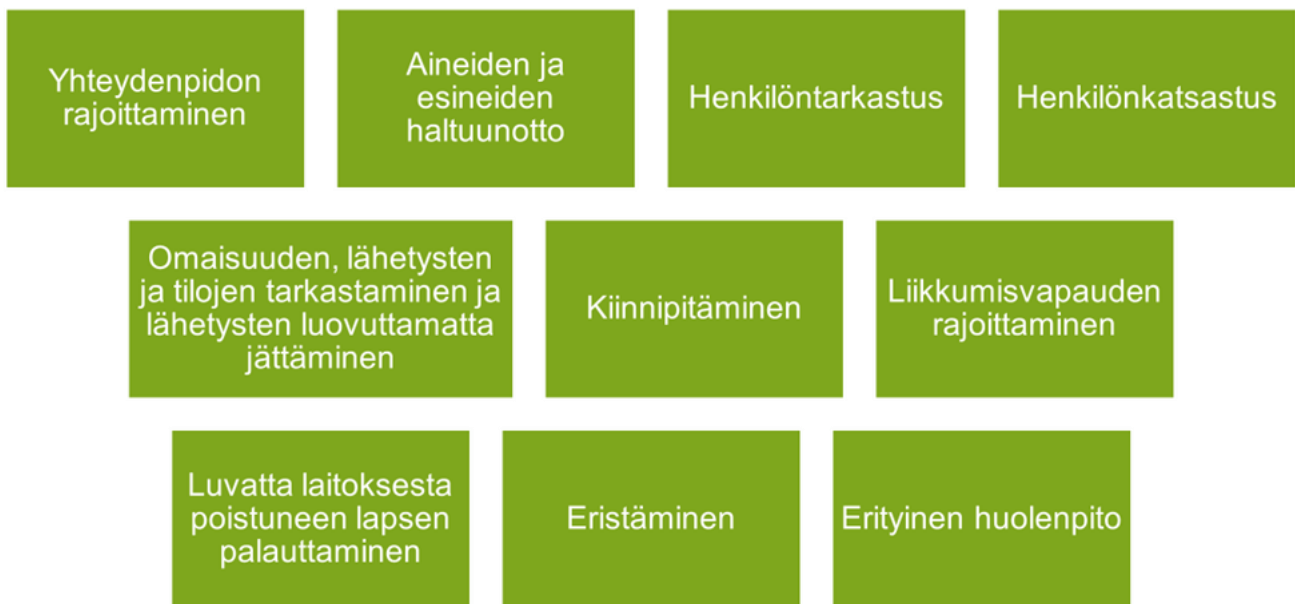 Yhteydenpidon
rajoittaminen
Aineiden ja
esineiden
haltuunotto
Henkilöntarkastus
Henkilönkatsastus
Omaisuuden, lähetysten
ja tilojen tarkastaminen ja
lähetysten luovuttamatta
jättäminen
Kiinnipitäminen
Liikkumisvapauden
rajoittaminen
Luvatta laitoksesta
poistuneen lapsen
palauttaminen
Eristäminen
Erityinen huolenpito